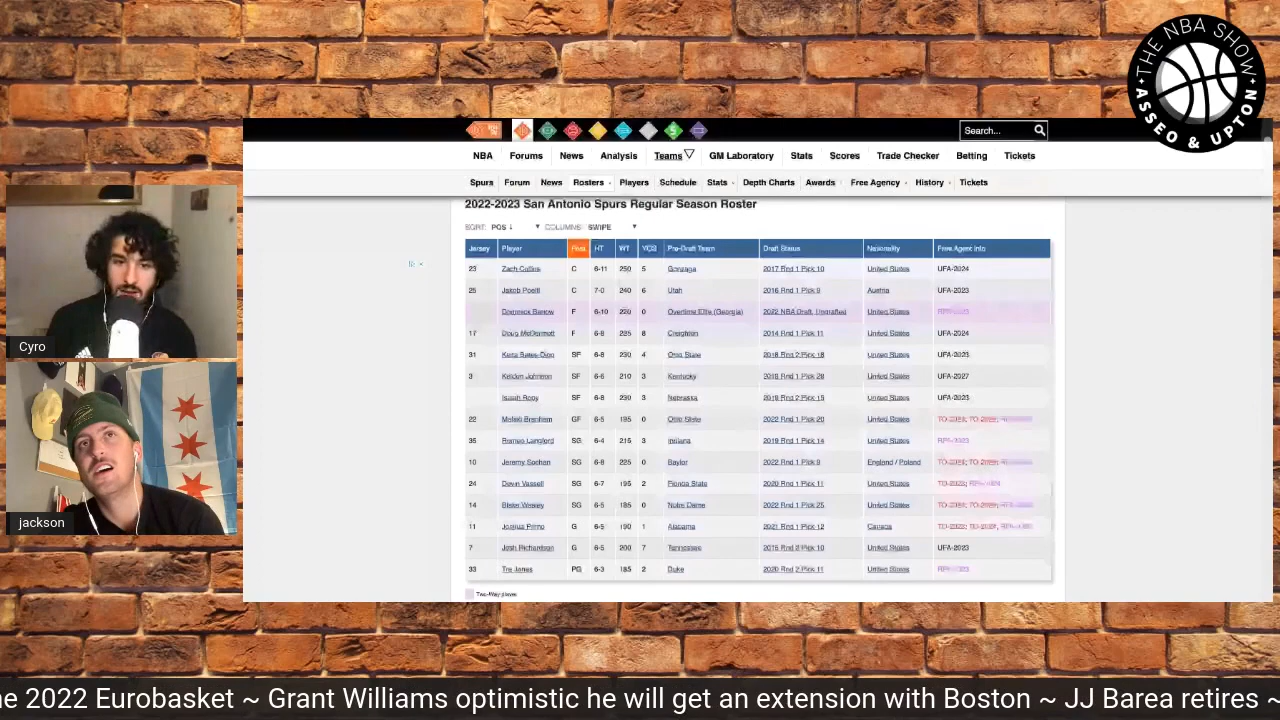 THE NBA SHOW
ASSEO & UPTON
Search...
NBA Forums News Analysis Teams GM Laboratory Stats Scores Trade Checker Betting Tickets
Spurs Forum News Rosters Players Schedule Stats Depth Charts Awards Free Agency History Tickets
2022-2023 San Antonio Spurs Regular Season Roster
SORT: POS ↓ COLUMNS: SWIPE
Jersey Player Pos. HT WT YOS Pre-Draft Team Draft Status Nationality Free Agent Info
23 Zach Collins C 6-11 250 5 Gonzaga 2017 Rnd 1 Pick 10 United States UFA-2024
25 Jakob Poeltl C 7-0 240 6 Utah 2016 Rnd 1 Pick 9 Austria UFA-2023
Dominick Barlow F 6-10 220 0 Overtime Elite (Georgia) 2022 NBA Draft, Undrafted United States
17 Doug McDermott F 6-8 225 8 Creighton 2014 Rnd 1 Pick 11 United States UFA-2024
31 Keita Bates-Diop SF 6-8 230 4 Ohio State 2018 Rnd 2 Pick 18 United States UFA-2023
3 Keldon Johnson SF 6-5 210 3 Kentucky 2019 Rnd 1 Pick 29 United States UFA-2027
Isaiah Roby SF 6-8 230 3 Nebraska 2019 Rnd 2 Pick 15 United States UFA-2023
22 Malaki Branham GF 6-5 195 0 Ohio State 2022 Rnd 1 Pick 20 United States
35 Romeo Langford SG 6-4 215 3 Indiana 2019 Rnd 1 Pick 14 United States RFA-2023
10 Jeremy Sochan SG 6-8 225 0 Baylor 2022 Rnd 1 Pick 9 England / Poland
24 Devin Vassell SG 6-7 195 2 Florida State 2020 Rnd 1 Pick 11 United States
14 Blake Wesley SG 6-5 185 0 Notre Dame 2022 Rnd 1 Pick 25 United States
11 Joshua Primo G 6-5 190 1 Alabama 2021 Rnd 1 Pick 12 Canada
7 Josh Richardson G 6-5 200 7 Tennessee 2015 Rnd 2 Pick 10 United States UFA-2023
33 Tre Jones PG 6-3 185 2 Duke 2020 Rnd 2 Pick 11 United States
Two-Way player
Cyro
jackson
2022 Eurobasket ~ Grant Williams optimistic he will get an extension with Boston ~ JJ Barea retires ~